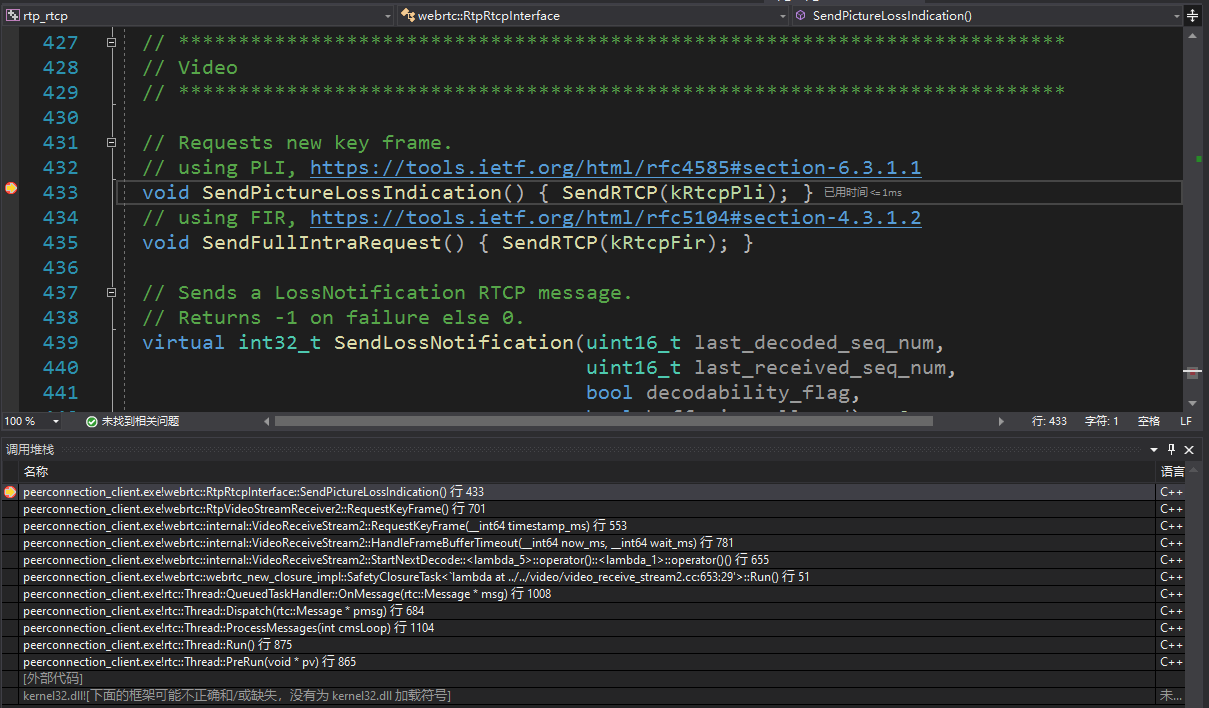 rtp_rtcp webrtc::RtpRtcpInterface SendPictureLossIndication()
427 // **************************************************************************
428 // Video
429 // **************************************************************************
430
431 // Requests new key frame.
432 // using PLI, https://tools.ietf.org/html/rfc4585#section-6.3.1.1
433 void SendPictureLossIndication() { SendRTCP(kRtcpPli); } 已用时间 <= 1ms
434 // using FIR, https://tools.ietf.org/html/rfc5104#section-4.3.1.2
435 void SendFullIntraRequest() { SendRTCP(kRtcpFir); }
436
437 // Sends a LossNotification RTCP message.
438 // Returns -1 on failure else 0.
439 virtual int32_t SendLossNotification(uint16_t last_decoded_seq_num,
440 uint16_t last_received_seq_num,
441 bool decodability_flag,
100 % 未找到相关问题 行: 433 字符: 1 空格 LF
调用堆栈
名称 语言
peerconnection_client.exe!webrtc::RtpRtcpInterface::SendPictureLossIndication() 行 433 C++
peerconnection_client.exe!webrtc::RtpVideoStreamReceiver2::RequestKeyFrame() 行 701 C++
peerconnection_client.exe!webrtc::internal::VideoReceiveStream2::RequestKeyFrame(__int64 timestamp_ms) 行 553 C++
peerconnection_client.exe!webrtc::internal::VideoReceiveStream2::HandleFrameBufferTimeout(__int64 now_ms, __int64 wait_ms) 行 781 C++
peerconnection_client.exe!webrtc::internal::VideoReceiveStream2::StartNextDecode::<lambda_5>::operator()::<lambda_1>::operator()() 行 655 C++
peerconnection_client.exe!webrtc::webrtc_new_closure_impl::SafetyClosureTask<`lambda at ../../video/video_receive_stream2.cc:653:29'>::Run() 行 51 C++
peerconnection_client.exe!rtc::Thread::QueuedTaskHandler::OnMessage(rtc::Message * msg) 行 1008 C++
peerconnection_client.exe!rtc::Thread::Dispatch(rtc::Message * pmsg) 行 684 C++
peerconnection_client.exe!rtc::Thread::ProcessMessages(int cmsLoop) 行 1104 C++
peerconnection_client.exe!rtc::Thread::Run() 行 875 C++
peerconnection_client.exe!rtc::Thread::PreRun(void * pv) 行 865 C++
[外部代码]
kernel32.dll![下面的框架可能不正确和/或缺失，没有为 kernel32.dll 加载符号] 未...